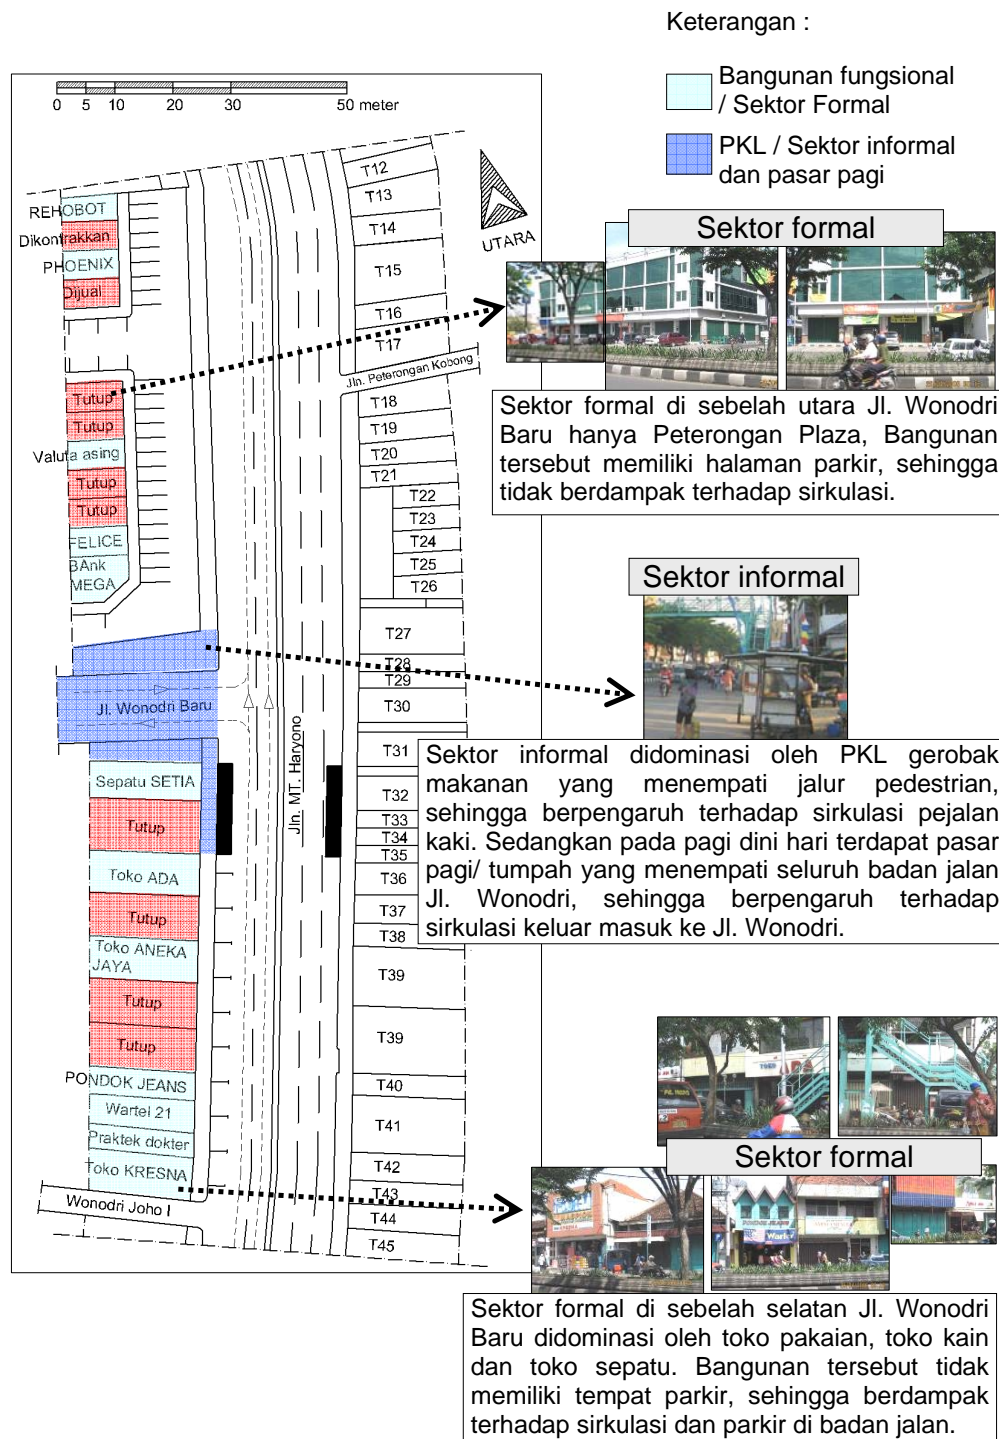 Keterangan :
Bangunan fungsional
/ Sektor Formal
PKL / Sektor informal
dan pasar pagi
0 5 10 20 30 50 meter
UTARA
REHOBOT
Dikontrakkan
PHOENIX
Dijual
Tutup
Tutup
Valuta asing
Tutup
Tutup
FELICE
BAnk
MEGA
Jl. Wonodri Baru
Sepatu SETIA
Tutup
Toko ADA
Tutup
Toko ANEKA
JAYA
Tutup
Tutup
PONDOK JEANS
Wartel 21
Praktek dokter
Toko KRESNA
Wonodri Joho I
Jln. MT. Haryono
T12
T13
T14
T15
T16
T17
Jln. Peterongan Kobong
T18
T19
T20
T21
T22
T23
T24
T25
T26
T27
T28
T29
T30
T31
T32
T33
T34
T35
T36
T37
T38
T39
T39
T40
T41
T42
T43
T44
T45
Sektor formal
Sektor formal di sebelah utara Jl. Wonodri
Baru hanya Peterongan Plaza, Bangunan
tersebut memiliki halaman parkir, sehingga
tidak berdampak terhadap sirkulasi.
Sektor informal
Sektor informal didominasi oleh PKL gerobak
makanan yang menempati jalur pedestrian,
sehingga berpengaruh terhadap sirkulasi pejalan
kaki. Sedangkan pada pagi dini hari terdapat pasar
pagi/ tumpah yang menempati seluruh badan jalan
Jl. Wonodri, sehingga berpengaruh terhadap
sirkulasi keluar masuk ke Jl. Wonodri.
TOKO ADA
Sektor formal
PONDOK JEANS
Wartel
Sektor formal di sebelah selatan Jl. Wonodri
Baru didominasi oleh toko pakaian, toko kain
dan toko sepatu. Bangunan tersebut tidak
memiliki tempat parkir, sehingga berdampak
terhadap sirkulasi dan parkir di badan jalan.